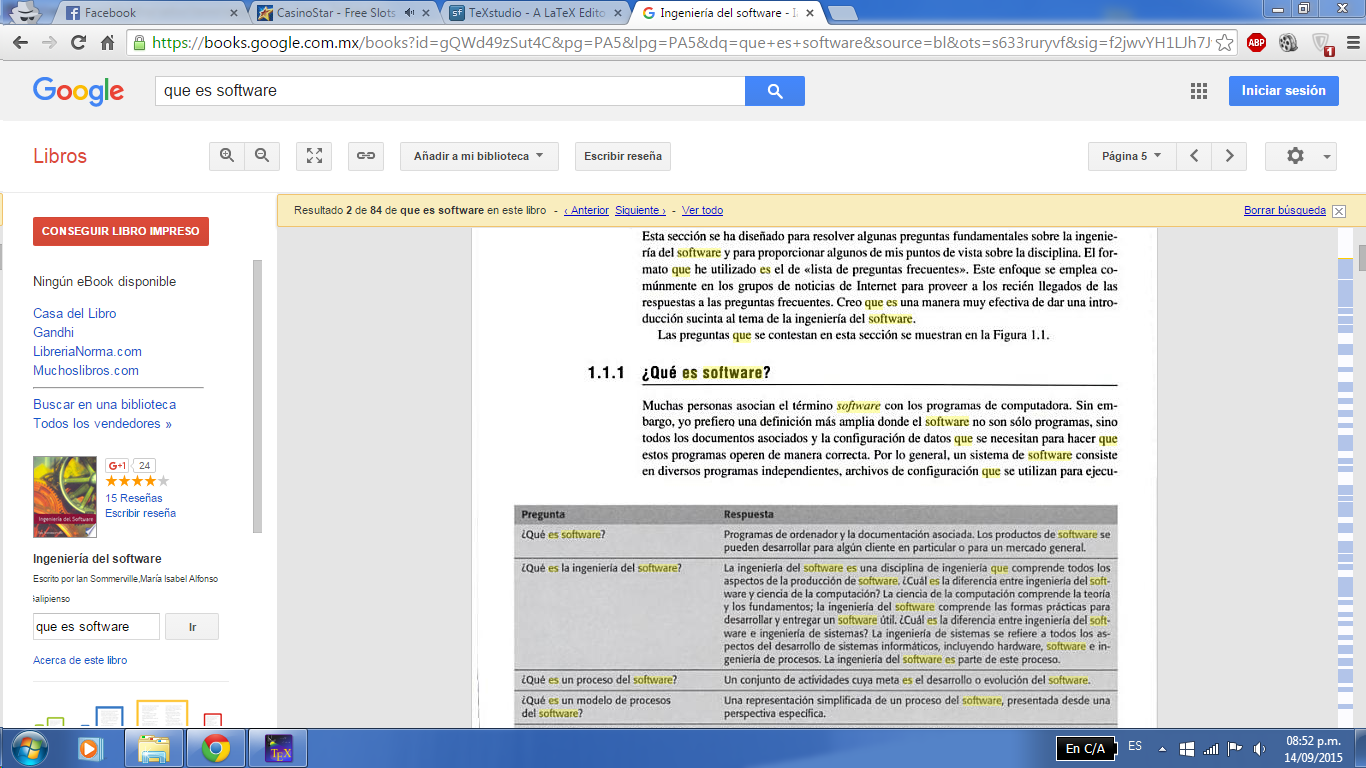 Facebook
CasinoStar - Free Slots
TeXstudio - A LaTeX Edito
Ingeniería del software - I
https://books.google.com.mx/books?id=gQWd49zSut4C&pg=PA5&lpg=PA5&dq=que+es+software&source=bl&ots=s633ruryvf&sig=f2jwvYH1LJh7J
ABP
1
Google
que es software
Iniciar sesión
Libros
Añadir a mi biblioteca
Escribir reseña
Página 5
CONSEGUIR LIBRO IMPRESO
Ningún eBook disponible
Casa del Libro
Gandhi
LibreriaNorma.com
Muchoslibros.com
Buscar en una biblioteca
Todos los vendedores »
Ingeniería del Software
G+1 24
15 Reseñas
Escribir reseña
Ingeniería del software
Escrito por Ian Sommerville,María Isabel Alfonso
Galipienso
que es software
Ir
Acerca de este libro
Resultado 2 de 84 de que es software en este libro - ‹ Anterior Siguiente › - Ver todo
Borrar búsqueda
Esta sección se ha diseñado para resolver algunas preguntas fundamentales sobre la ingenie-
ría del software y para proporcionar algunos de mis puntos de vista sobre la disciplina. El for-
mato que he utilizado es el de «lista de preguntas frecuentes». Este enfoque se emplea co-
múnmente en los grupos de noticias de Internet para proveer a los recién llegados de las
respuestas a las preguntas frecuentes. Creo que es una manera muy efectiva de dar una intro-
ducción sucinta al tema de la ingeniería del software.
Las preguntas que se contestan en esta sección se muestran en la Figura 1.1.
1.1.1 ¿Qué es software?
Muchas personas asocian el término software con los programas de computadora. Sin em-
bargo, yo prefiero una definición más amplia donde el software no son sólo programas, sino
todos los documentos asociados y la configuración de datos que se necesitan para hacer que
estos programas operen de manera correcta. Por lo general, un sistema de software consiste
en diversos programas independientes, archivos de configuración que se utilizan para ejecu-
Pregunta Respuesta
¿Qué es software? Programas de ordenador y la documentación asociada. Los productos de software se
pueden desarrollar para algún cliente en particular o para un mercado general.
¿Qué es la ingeniería del software? La ingeniería del software es una disciplina de ingeniería que comprende todos los
aspectos de la producción de software. ¿Cuál es la diferencia entre ingeniería del soft-
ware y ciencia de la computación? La ciencia de la computación comprende la teoría
y los fundamentos; la ingeniería del software comprende las formas prácticas para
desarrollar y entregar un software útil. ¿Cuál es la diferencia entre ingeniería del soft-
ware e ingeniería de sistemas? La ingeniería de sistemas se refiere a todos los as-
pectos del desarrollo de sistemas informáticos, incluyendo hardware, software e in-
geniería de procesos. La ingeniería del software es parte de este proceso.
¿Qué es un proceso del software? Un conjunto de actividades cuya meta es el desarrollo o evolución del software.
¿Qué es un modelo de procesos Una representación simplificada de un proceso del software, presentada desde una
del software? perspectiva específica.
TEX
En C/A
ES
08:52 p.m.
14/09/2015